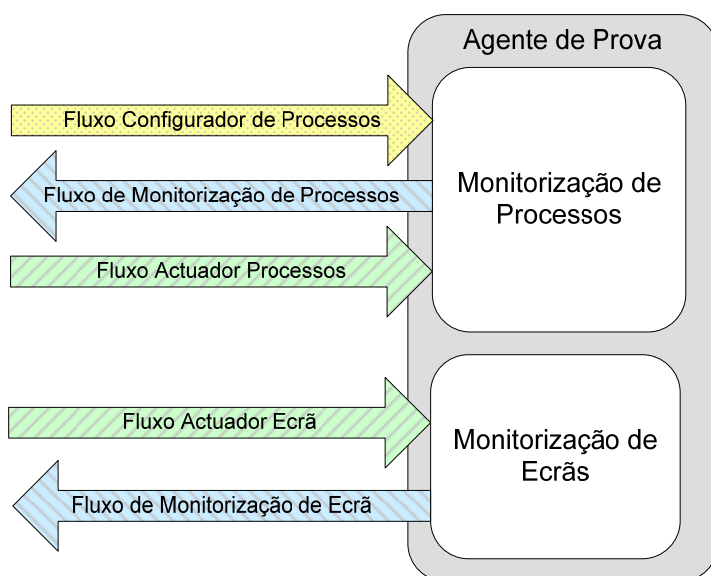 Agente de Prova
Fluxo Configurador de Processos
Fluxo de Monitorização de Processos
Monitorização de
Processos
Fluxo Actuador Processos
Fluxo Actuador Ecrã
Monitorização de
Ecrãs
Fluxo de Monitorização de Ecrã